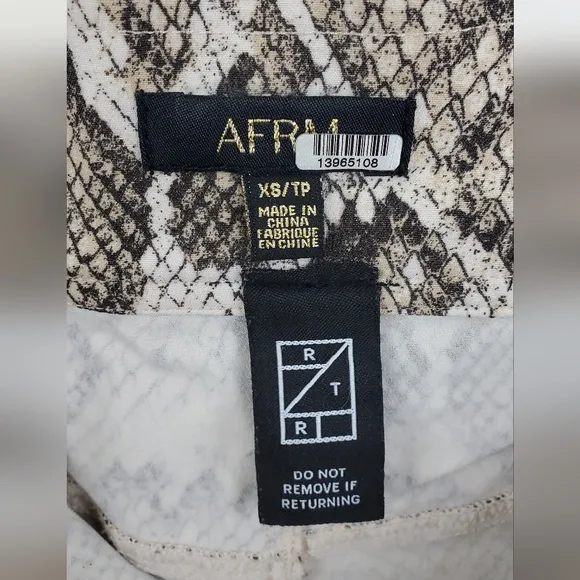 AFRM
13965108
XS/TP
MADE IN
CHINA
FABRIQUE
EN CHINE
R
T
R
DO NOT
REMOVE IF
RETURNING